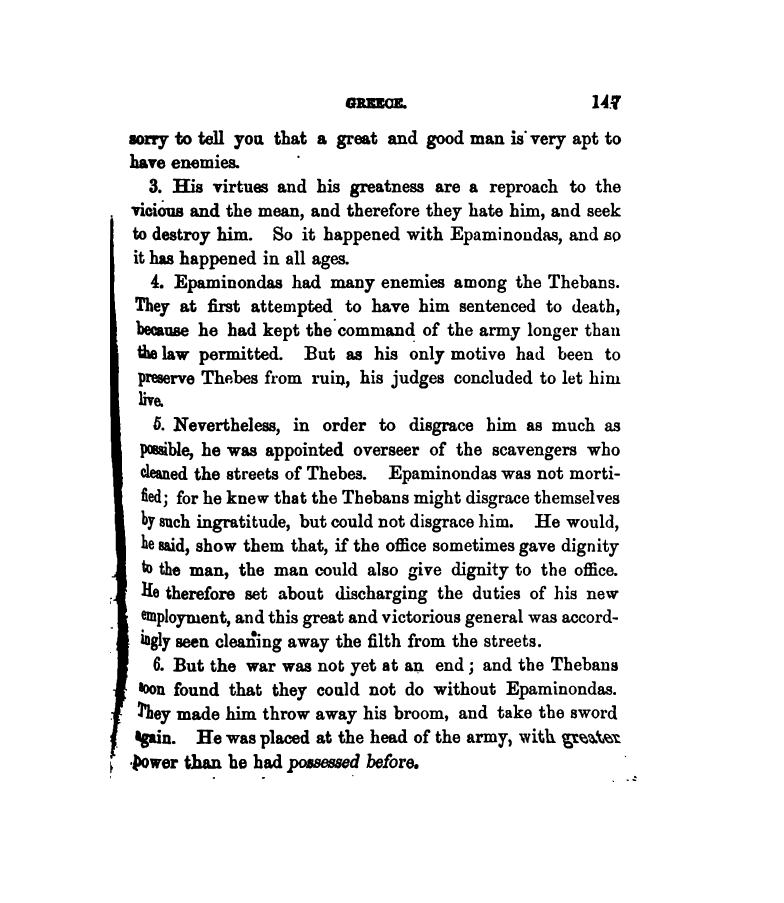 GREECE. 147
sorry to tell you that a great and good man is very apt to
have enemies.
3. His virtues and his greatness are a reproach to the
vicious and the mean, and therefore they hate him, and seek
to destroy him. So it happened with Epaminondas, and so
it has happened in all ages.
4. Epaminondas had many enemies among the Thebans.
They at first attempted to have him sentenced to death,
because he had kept the command of the army longer than
the law permitted. But as his only motive had been to
preserve Thebes from ruin, his judges concluded to let him
live.
5. Nevertheless, in order to disgrace him as much as
possible, he was appointed overseer of the scavengers who
cleaned the streets of Thebes. Epaminondas was not morti-
fied; for he knew that the Thebans might disgrace themselves
by such ingratitude, but could not disgrace him. He would,
he said, show them that, if the office sometimes gave dignity
to the man, the man could also give dignity to the office.
He therefore set about discharging the duties of his new
employment, and this great and victorious general was accord-
ingly seen cleaning away the filth from the streets.
6. But the war was not yet at an end; and the Thebans
soon found that they could not do without Epaminondas.
They made him throw away his broom, and take the sword
again. He was placed at the head of the army, with greater
power than he had possessed before.